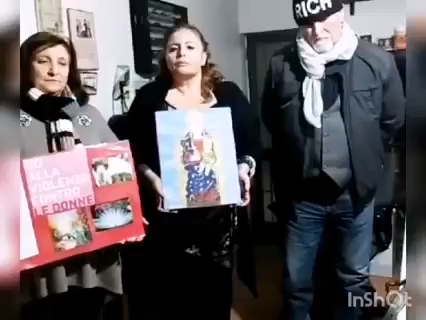 RICH
NO ALLA
VIOLENZA
CONTRO
LE DONNE
InShOt